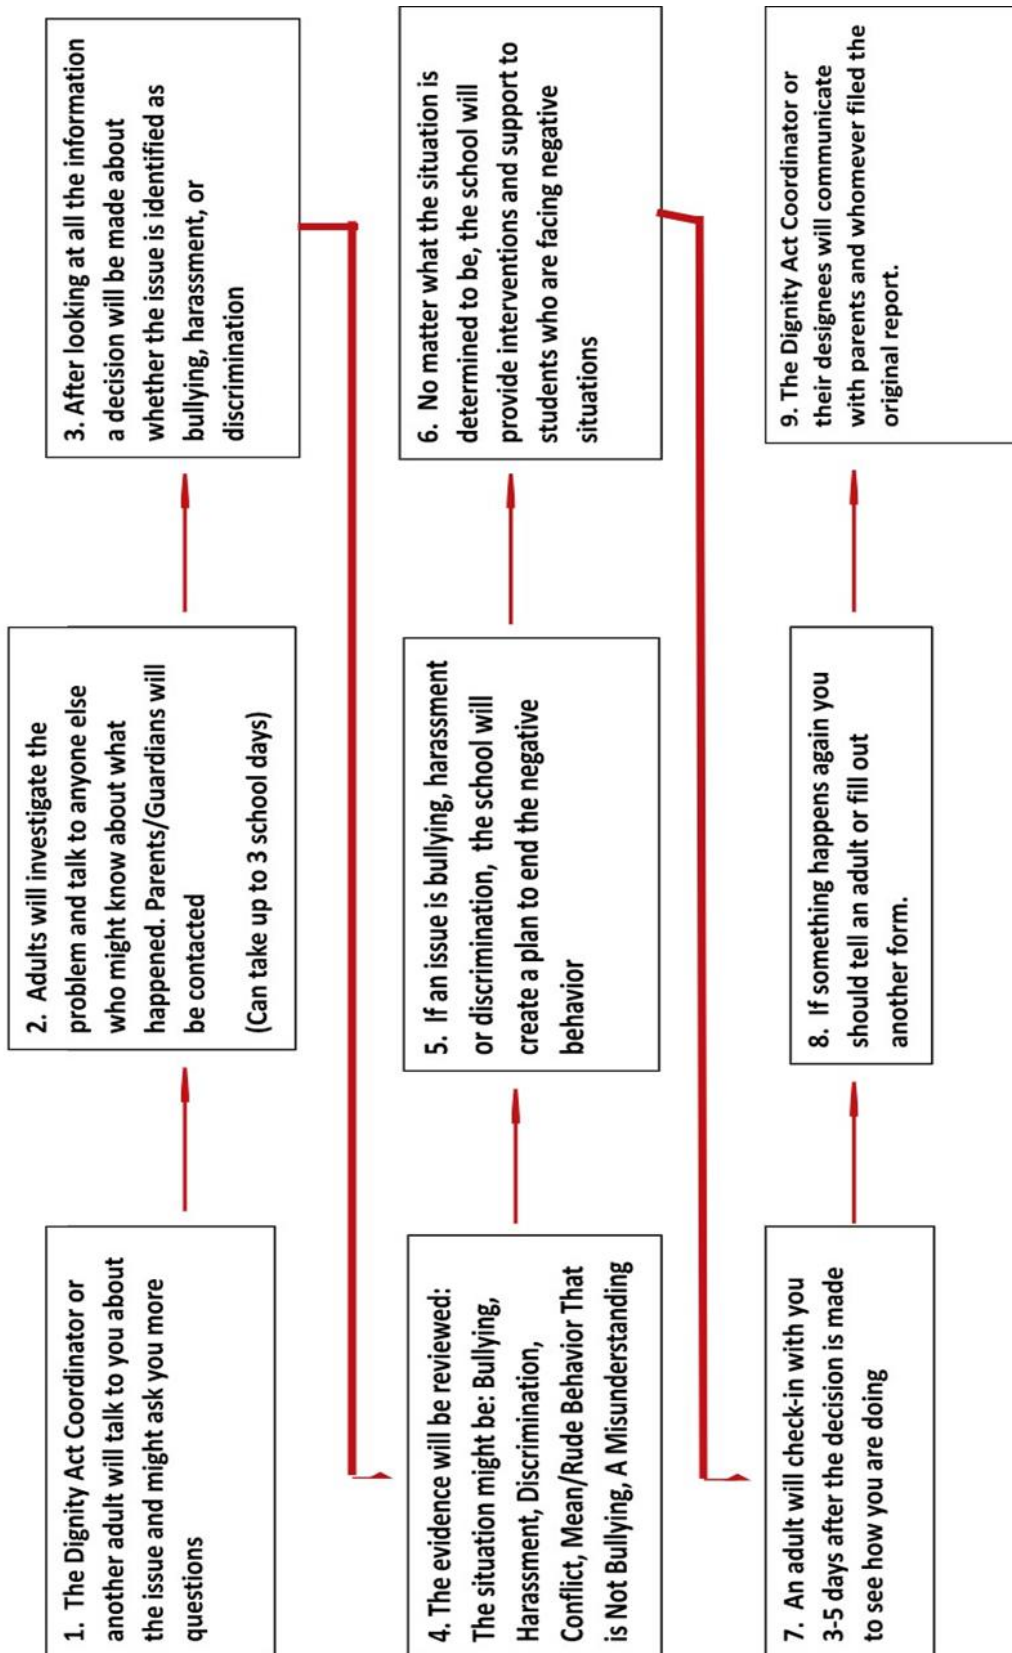 1. The Dignity Act Coordinator or
another adult will talk to you about
the issue and might ask you more
questions
2. Adults will investigate the
problem and talk to anyone else
who might know about what
happened. Parents/Guardians will
be contacted
(Can take up to 3 school days)
3. After looking at all the information
a decision will be made about
whether the issue is identified as
bullying, harassment, or
discrimination
4. The evidence will be reviewed:
The situation might be: Bullying,
Harassment, Discrimination,
Conflict, Mean/Rude Behavior That
is Not Bullying, A Misunderstanding
5. If an issue is bullying, harassment
or discrimination, the school will
create a plan to end the negative
behavior
6. No matter what the situation is
determined to be, the school will
provide interventions and support to
students who are facing negative
situations
7. An adult will check-in with you
3-5 days after the decision is made
to see how you are doing
8. If something happens again you
should tell an adult or fill out
another form.
9. The Dignity Act Coordinator or
their designees will communicate
with parents and whomever filed the
original report.